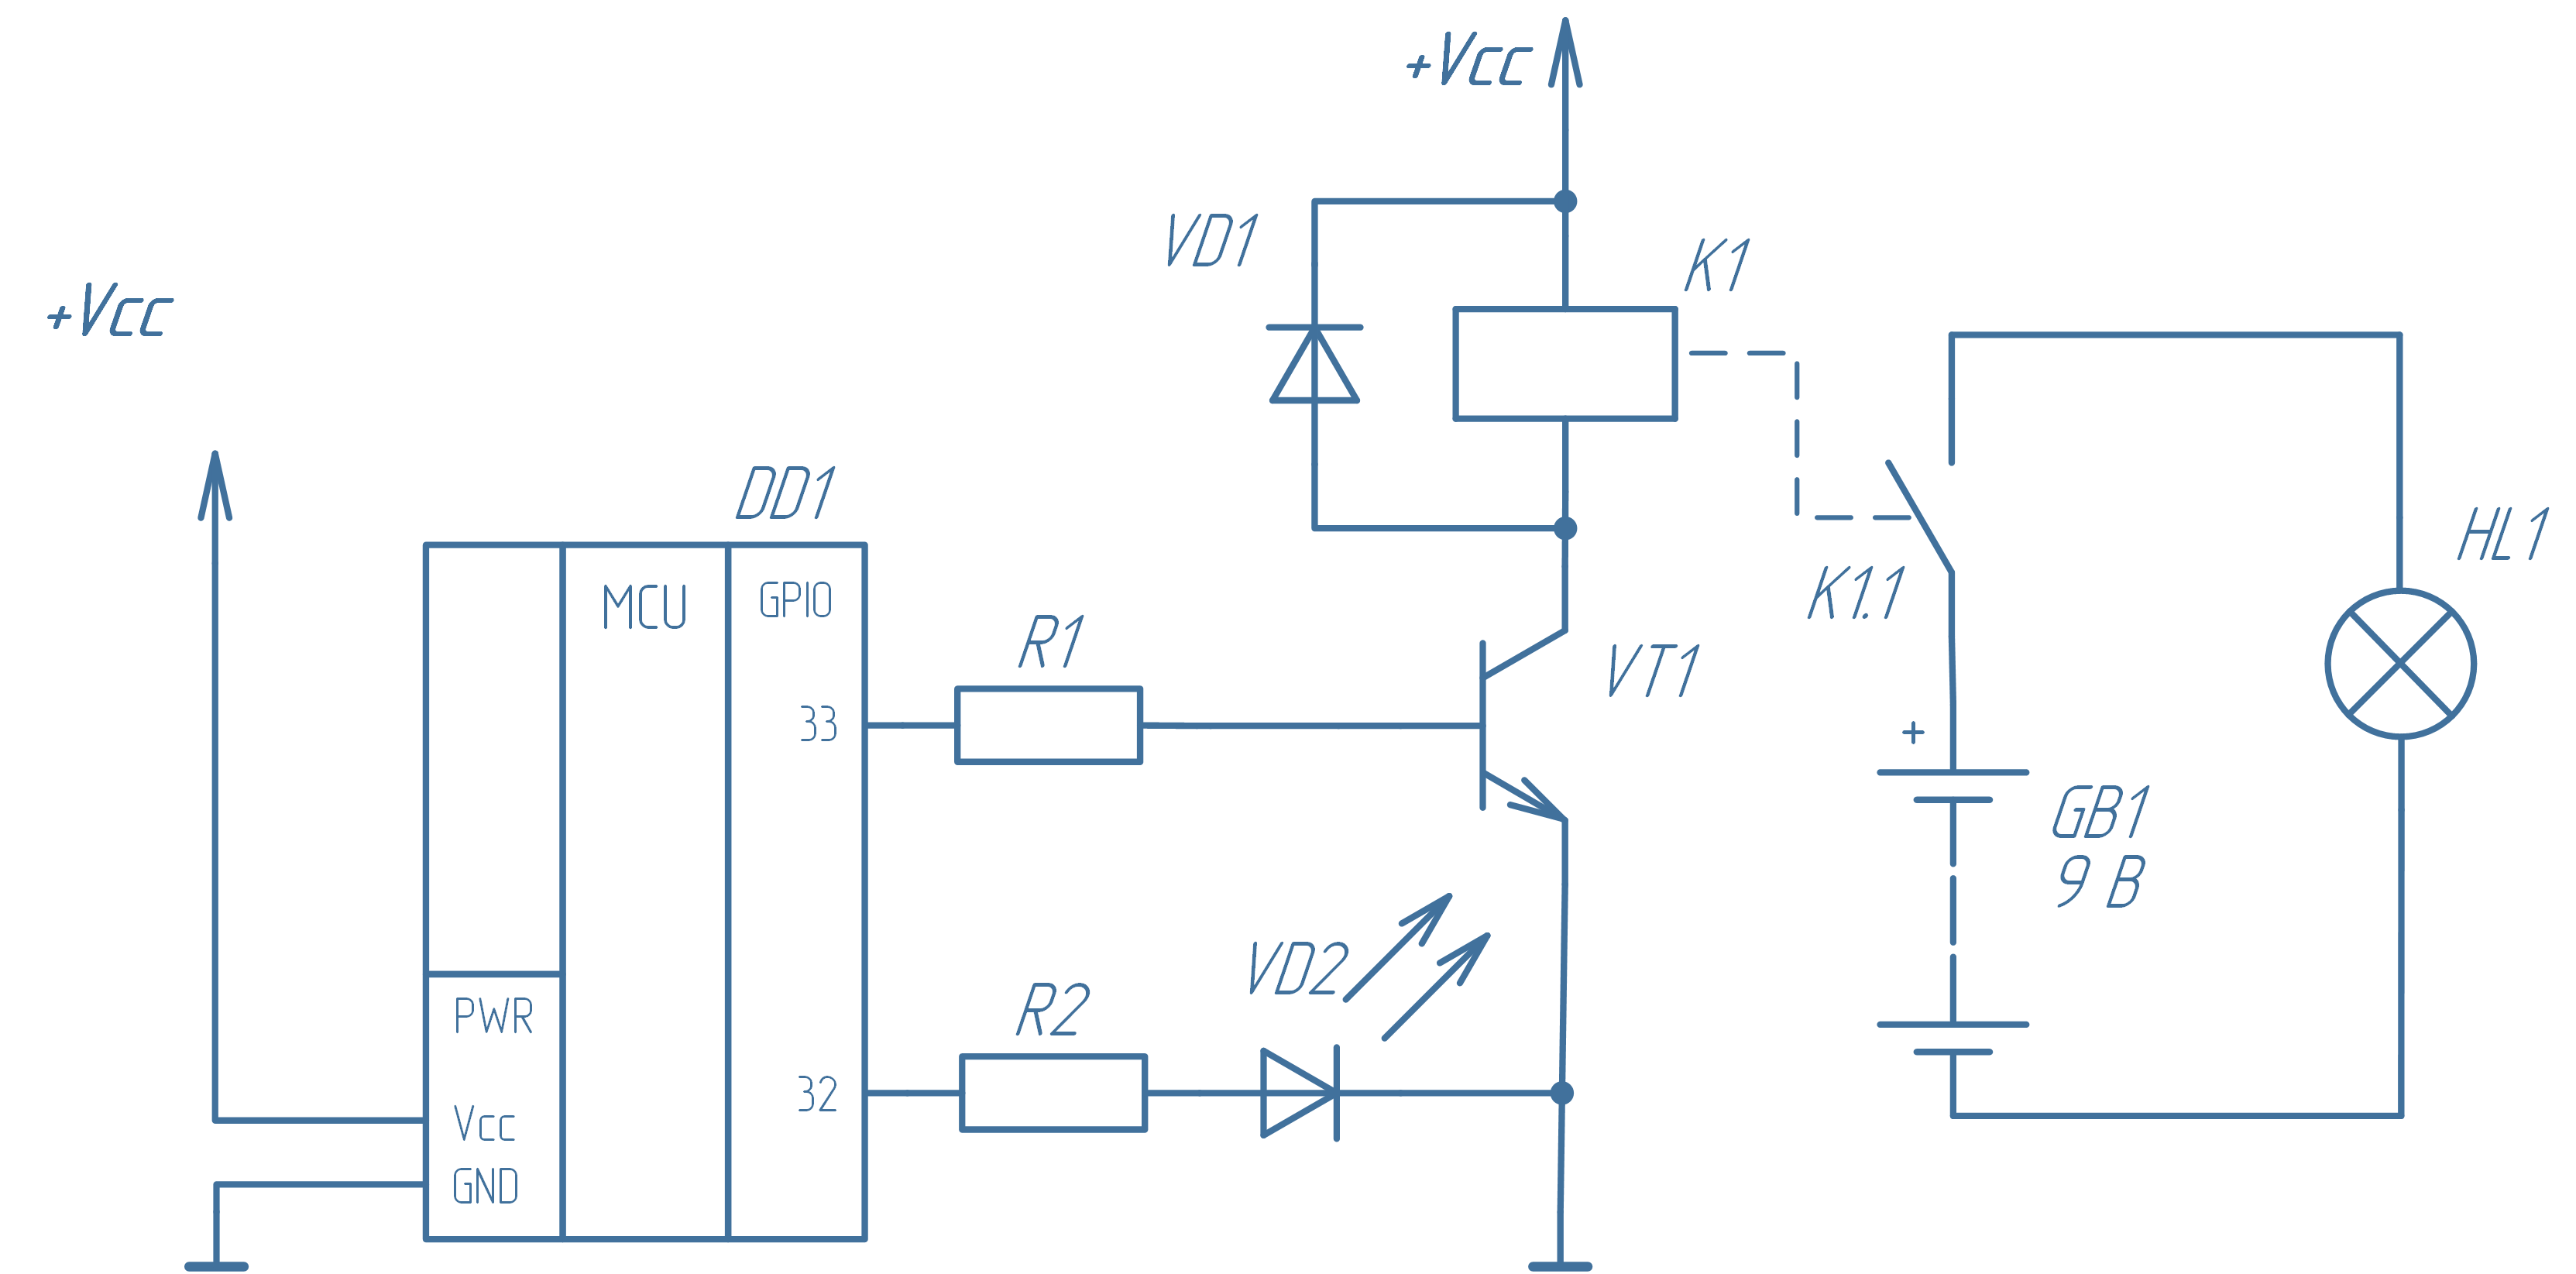 +Vcc
VD1
K1
+Vcc
DD1
MCU
GPIO
HL1
K1.1
R1
VT1
33
+
GB1
9 В
VD2
R2
PWR
32
Vcc
GND